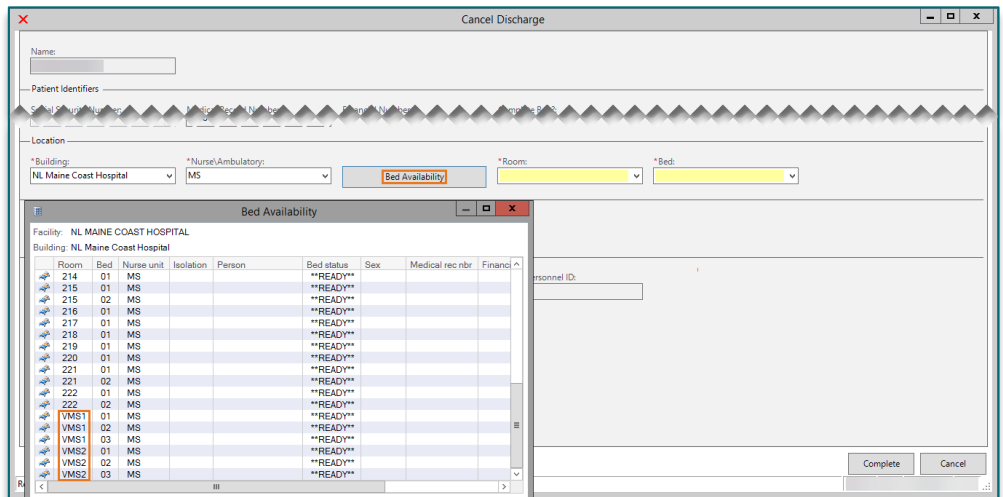 Cancel Discharge
Name:
Patient Identifiers
Location
*Building: *Nurse\Ambulatory: *Room: *Bed:
NL Maine Coast Hospital MS Bed Availability
Bed Availability
Facility: NL MAINE COAST HOSPITAL
Building: NL Maine Coast Hospital
Room Bed Nurse unit Isolation Person Bed status Sex Medical rec nbr Financi
214 01 MS **READY**
215 01 MS **READY**
215 02 MS **READY**
216 01 MS **READY**
217 01 MS **READY**
218 01 MS **READY**
219 01 MS **READY**
220 01 MS **READY**
221 01 MS **READY**
221 02 MS **READY**
222 01 MS **READY**
222 02 MS **READY**
VMS1 01 MS **READY**
VMS1 02 MS **READY**
VMS1 03 MS **READY**
VMS2 01 MS **READY**
VMS2 02 MS **READY**
VMS2 03 MS **READY**
ersonnel ID:
Complete Cancel